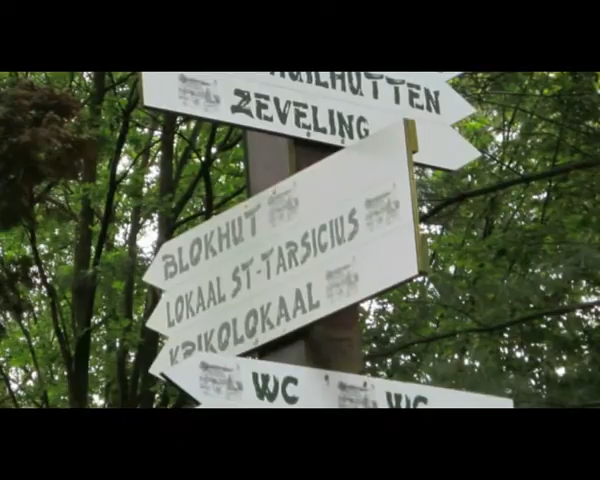 ZEVELING
BLOKHUT
LOKAAL ST-TARSICIUS
KRIKOLOKAAL
WC WC